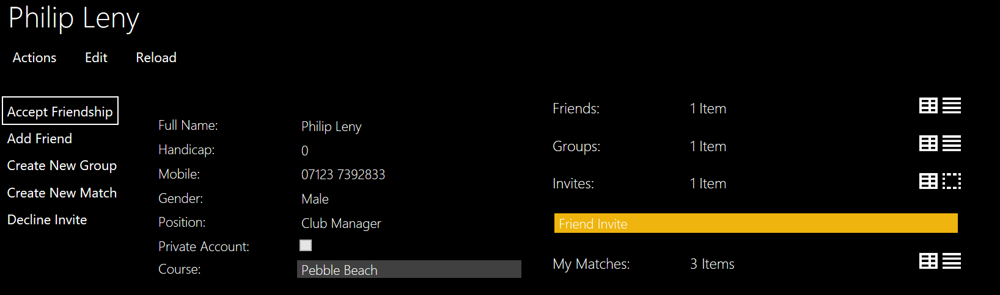 Philip Leny
Actions Edit Reload
Accept Friendship
Add Friend
Create New Group
Create New Match
Decline Invite
Full Name: Philip Leny
Handicap: 0
Mobile: 07123 7392833
Gender: Male
Position: Club Manager
Private Account:
Course: Pebble Beach
Friends: 1 Item
Groups: 1 Item
Invites: 1 Item
Friend Invite
My Matches: 3 Items